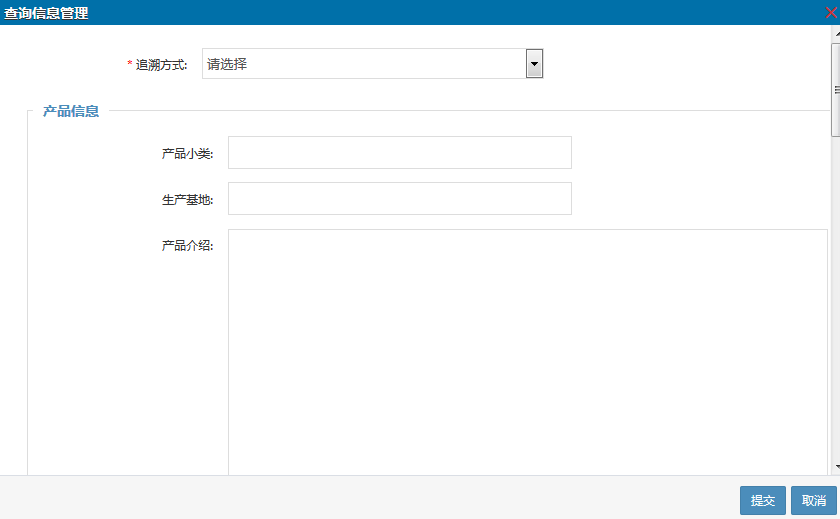 查询信息管理
* 追溯方式: 请选择
产品信息
产品小类:
生产基地:
产品介绍:
提交 取消